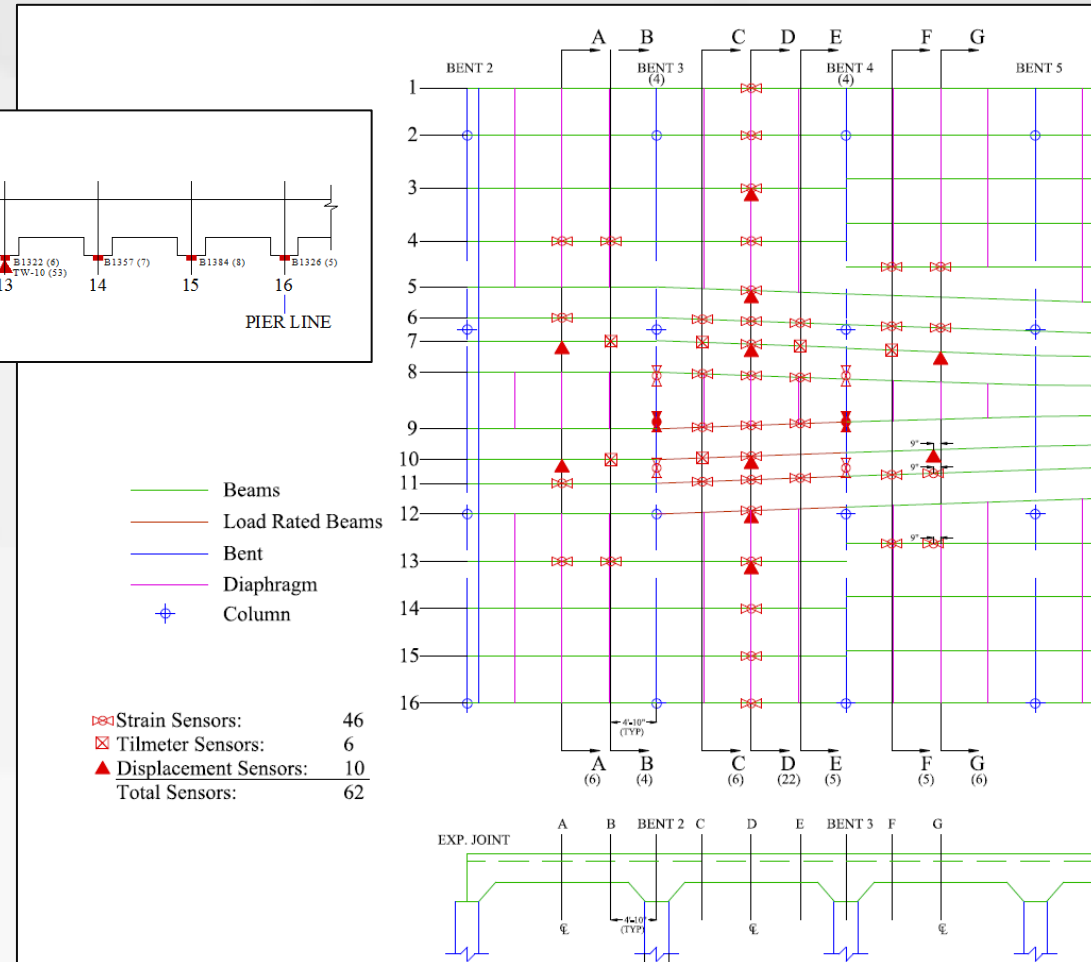 A B C D E F G
BENT 2 BENT 3 BENT 4 BENT 5
(4) (4)
1
2
3
4
5
6
7
8
9
10
11
12
13
14
15
16
9"
9"
9"
4'-10"
(TYP)
A B C D E F G
(6) (4) (6) (22) (5) (5) (6)
B1322 (6) B1357 (7) B1384 (8) B1326 (5)
TW-10 (53)
13 14 15 16
PIER LINE
Beams
Load Rated Beams
Bent
Diaphragm
Column
Strain Sensors: 46
Tilmeter Sensors: 6
Displacement Sensors: 10
Total Sensors: 62
A B BENT 2 C D E BENT 3 F G
EXP. JOINT
4'-10"
(TYP)
℄ ℄ ℄